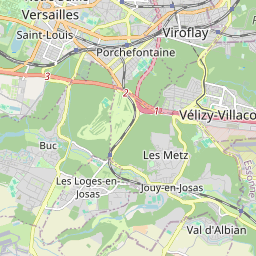 Versailles
Viroflay
Saint-Louis
Porchefontaine
3
2
1
Vélizy-Villaco
Buc
Les Metz
Les Loges-en-
Josas
Jouy-en-Josas
Val d'Albian
Essonne